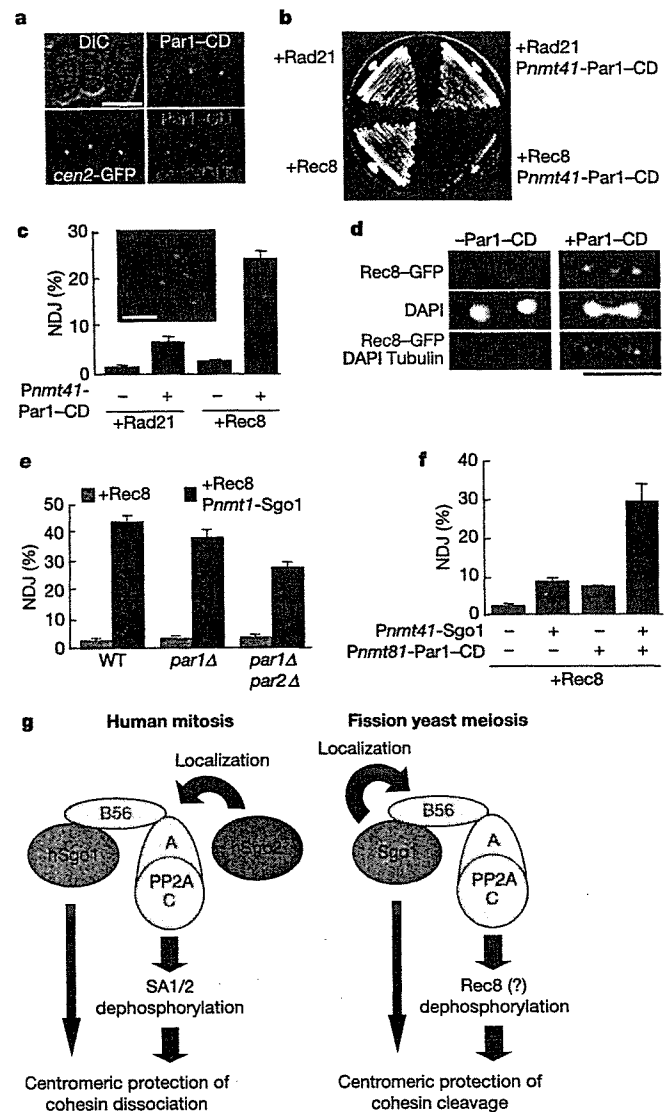 a
DIC
Par1–CD
cen2-GFP
Par1–CD
b
+Rad21
+Rad21
Pnmt41-Par1–CD
+Rec8
+Rec8
Pnmt41-Par1–CD
c
NDJ (%)
30
20
10
0
Pnmt41-
Par1–CD
– + – +
+Rad21 +Rec8
d
–Par1–CD +Par1–CD
Rec8–GFP
DAPI
Rec8–GFP
DAPI Tubulin
e
+Rec8
+Rec8
Pnmt1-Sgo1
NDJ (%)
50
40
30
20
10
0
WT par1Δ par1Δ
par2Δ
f
NDJ (%)
40
30
20
10
0
Pnmt41-Sgo1 – + – +
Pnmt81-Par1–CD – – + +
+Rec8
g
Human mitosis
Localization
B56
hSgo1
A
hSgo2
PP2A
C
SA1/2
dephosphorylation
Centromeric protection of
cohesin dissociation
Fission yeast meiosis
Localization
B56
Sgo1
A
PP2A
C
Rec8 (?)
dephosphorylation
Centromeric protection of
cohesin cleavage